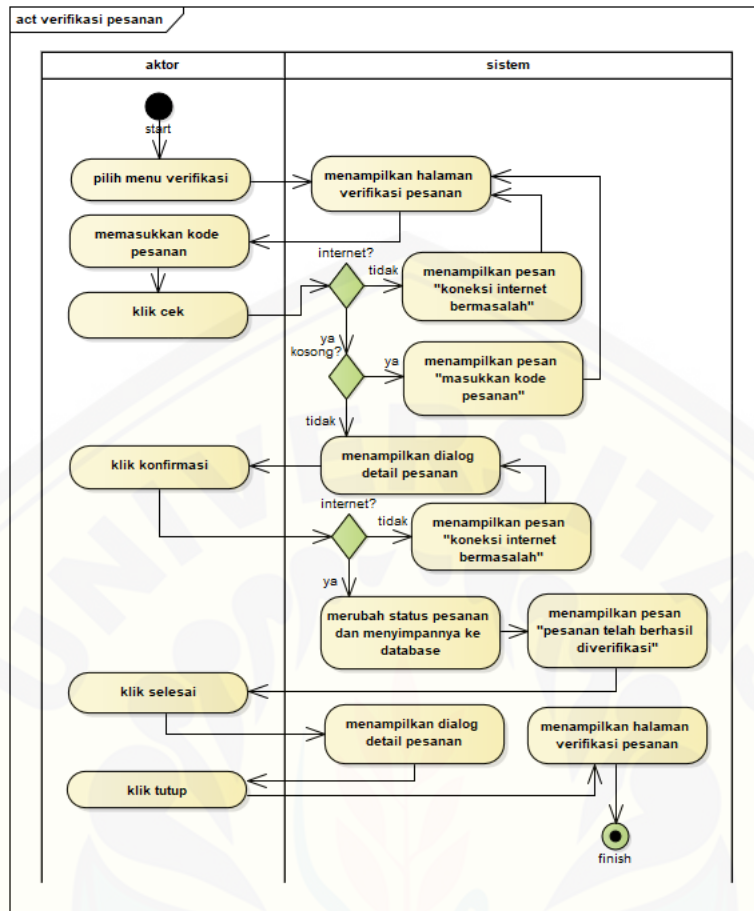 act verifikasi pesanan
aktor
sistem
start
pilih menu verifikasi
menampilkan halaman
verifikasi pesanan
memasukkan kode
pesanan
klik cek
internet?
tidak
menampilkan pesan
"koneksi internet
bermasalah"
ya
kosong?
ya
menampilkan pesan
"masukkan kode
pesanan"
tidak
klik konfirmasi
menampilkan dialog
detail pesanan
internet?
tidak
menampilkan pesan
"koneksi internet
bermasalah"
ya
merubah status pesanan
dan menyimpannya ke
database
menampilkan pesan
"pesanan telah berhasil
diverifikasi"
klik selesai
menampilkan dialog
detail pesanan
menampilkan halaman
verifikasi pesanan
klik tutup
finish
UNIVERSITAS